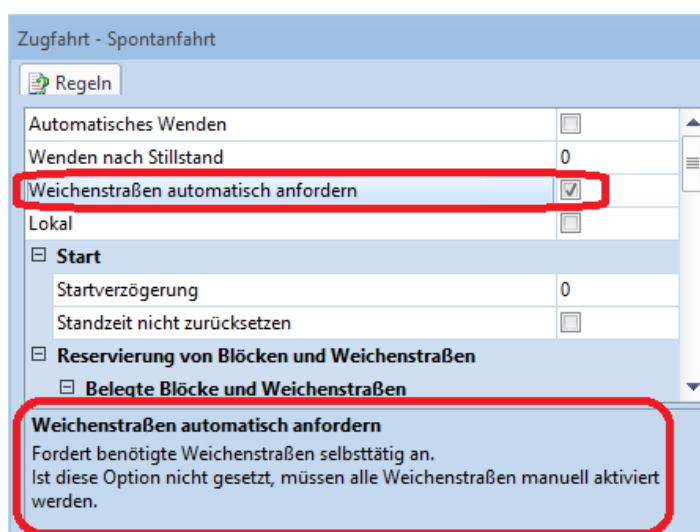 Zugfahrt - Spontanfahrt
Regeln
Automatisches Wenden
Wenden nach Stillstand 0
Weichenstraßen automatisch anfordern
Lokal
Start
Startverzögerung 0
Standzeit nicht zurücksetzen
Reservierung von Blöcken und Weichenstraßen
Belegte Blöcke und Weichenstraßen
Weichenstraßen automatisch anfordern
Fordert benötigte Weichenstraßen selbsttätig an.
Ist diese Option nicht gesetzt, müssen alle Weichenstraßen manuell aktiviert
werden.